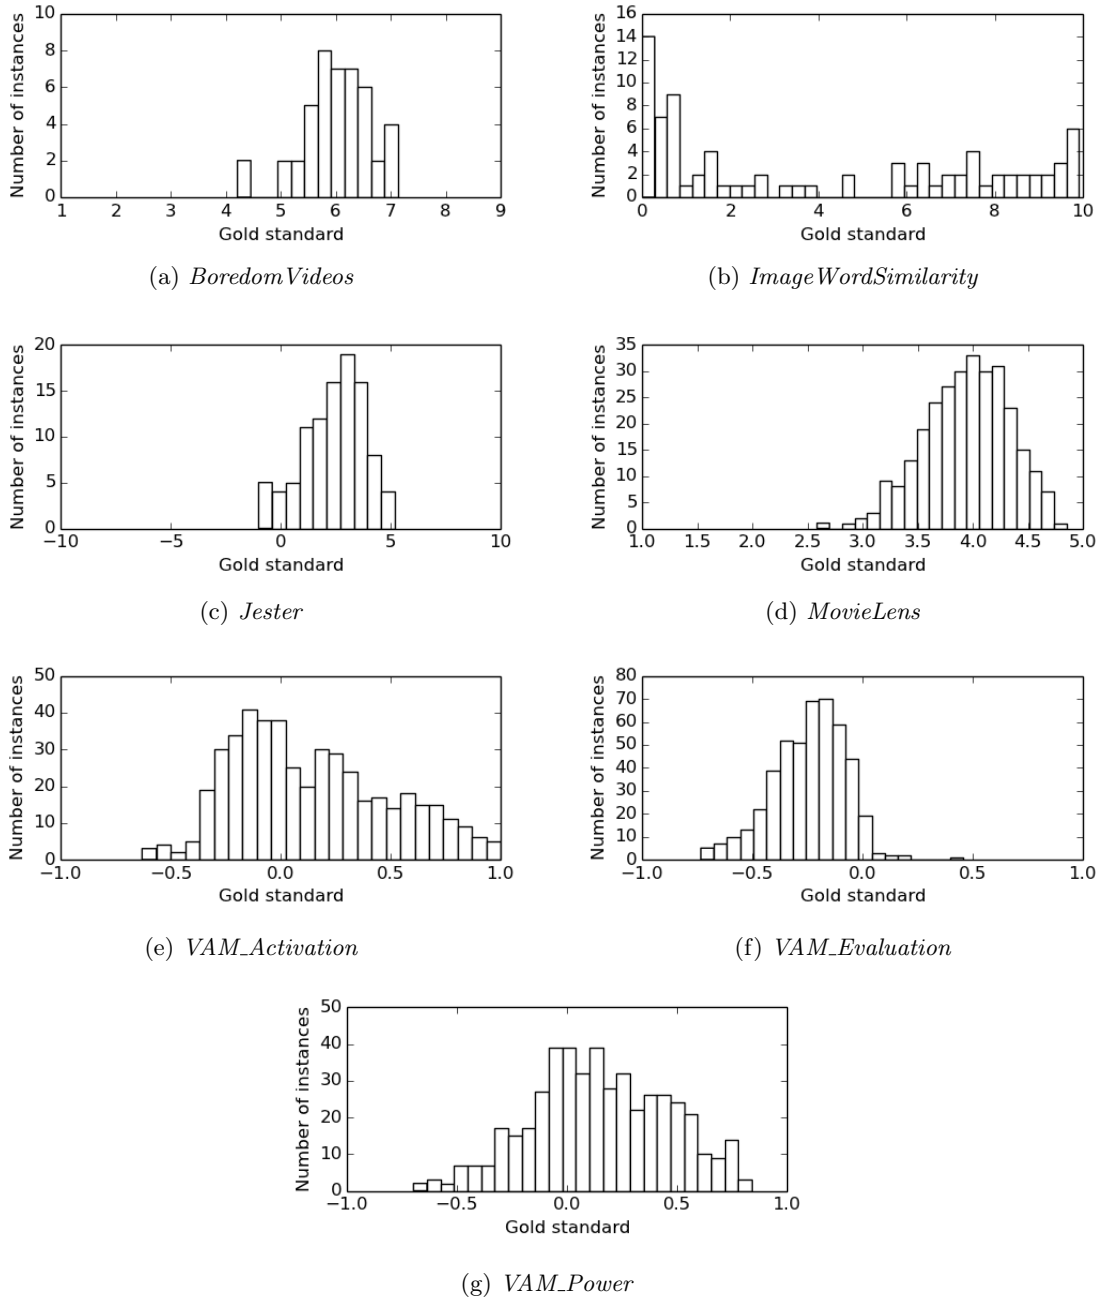 Number of instances
10
8
6
4
2
0
1 2 3 4 5 6 7 8 9
Gold standard
(a) BoredomVideos
Number of instances
16
14
12
10
8
6
4
2
0
0 2 4 6 8 10
Gold standard
(b) ImageWordSimilarity
Number of instances
20
15
10
5
0
−10 −5 0 5 10
Gold standard
(c) Jester
Number of instances
35
30
25
20
15
10
5
0
1.0 1.5 2.0 2.5 3.0 3.5 4.0 4.5 5.0
Gold standard
(d) MovieLens
Number of instances
50
40
30
20
10
0
−1.0 −0.5 0.0 0.5 1.0
Gold standard
(e) VAM_Activation
Number of instances
80
70
60
50
40
30
20
10
0
−1.0 −0.5 0.0 0.5 1.0
Gold standard
(f) VAM_Evaluation
Number of instances
50
40
30
20
10
0
−1.0 −0.5 0.0 0.5 1.0
Gold standard
(g) VAM_Power